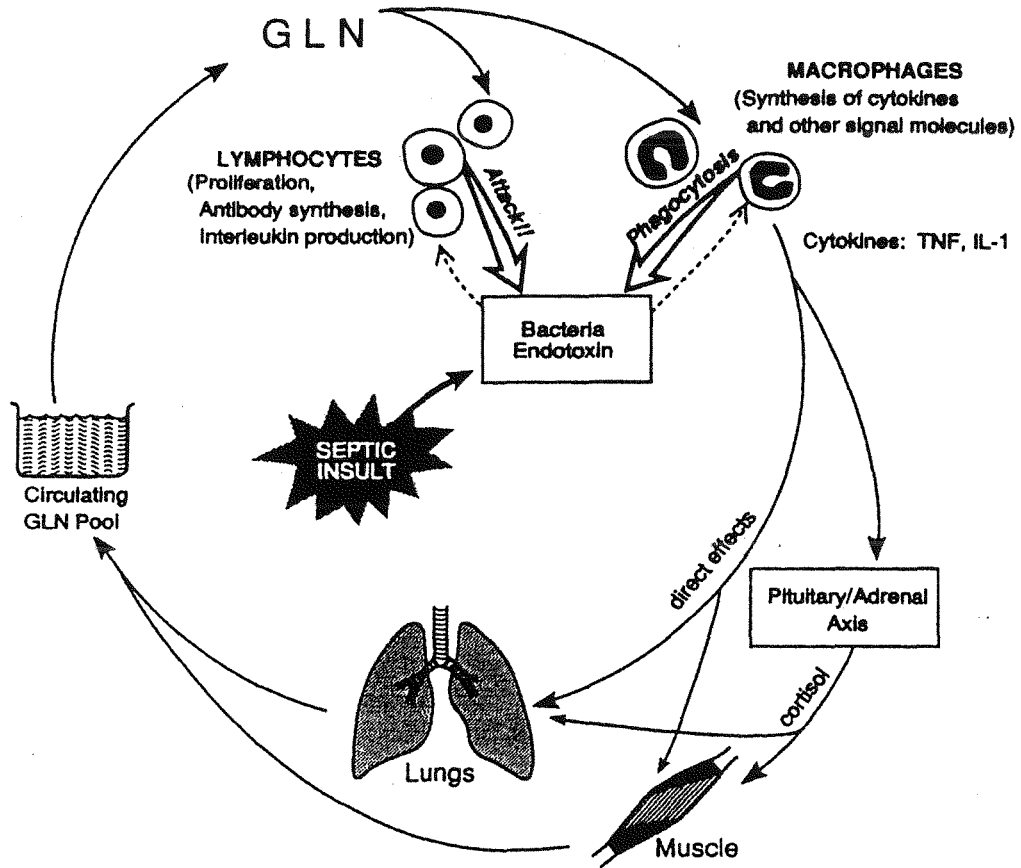 GLN
MACROPHAGES
(Synthesis of cytokines
and other signal molecules)
LYMPHOCYTES
(Proliferation,
Antibody synthesis,
Interleukin production)
Attack!!
Phagocytosis
Cytokines: TNF, IL-1
Bacteria
Endotoxin
SEPTIC
INSULT
Circulating
GLN Pool
direct effects
Pituitary/Adrenal
Axis
cortisol
Lungs
Muscle